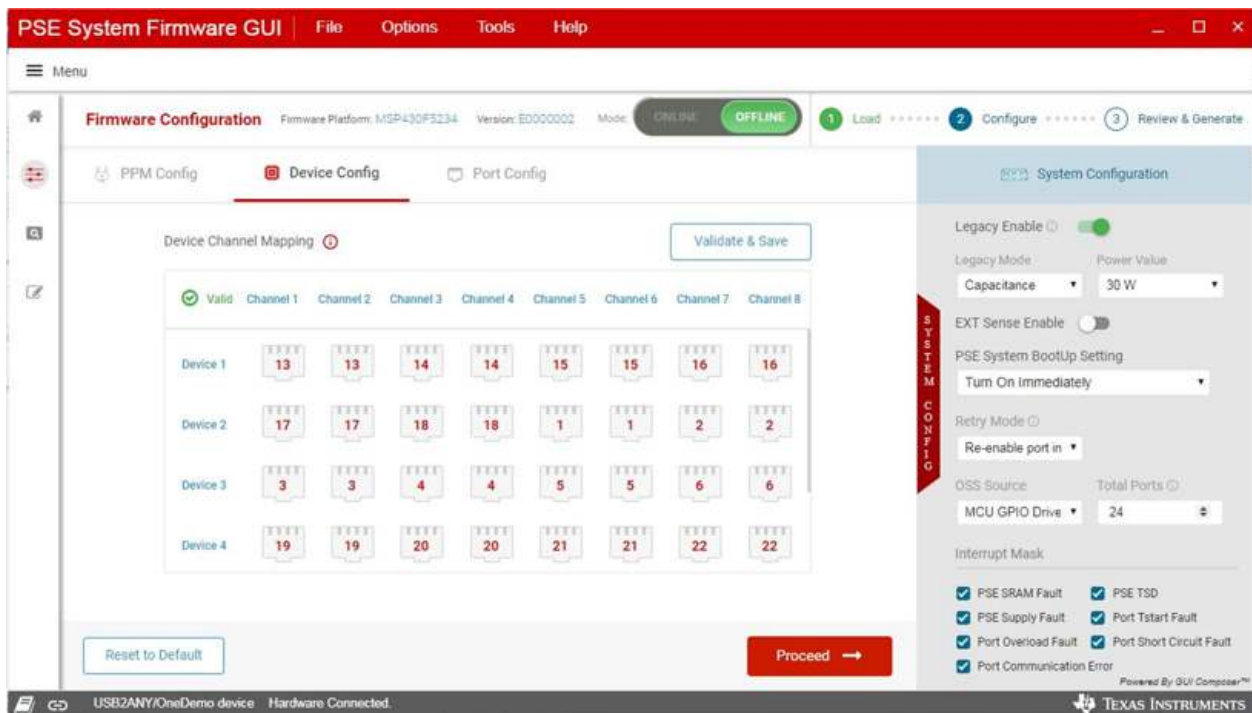 PSE System Firmware GUI File Options Tools Help
Menu
Firmware Configuration Firmware Platform: MSP430F5234 Version: E0000002 Mode: ONLINE OFFLINE 1 Load 2 Configure 3 Review & Generate
PPM Config Device Config Port Config
System Configuration
Device Channel Mapping
Validate & Save
Valid Channel 1 Channel 2 Channel 3 Channel 4 Channel 5 Channel 6 Channel 7 Channel 8
Device 1 13 13 14 14 15 15 16 16
Device 2 17 17 18 18 1 1 2 2
Device 3 3 3 4 4 5 5 6 6
Device 4 19 19 20 20 21 21 22 22
Reset to Default
Proceed
SYSTEM CONFIG
Legacy Enable
Legacy Mode Power Value
Capacitance 30 W
EXT Sense Enable
PSE System BootUp Setting
Turn On Immediately
Retry Mode
Re-enable port in
OSS Source Total Ports
MCU GPIO Drive 24
Interrupt Mask
PSE SRAM Fault PSE TSD
PSE Supply Fault Port Tstart Fault
Port Overload Fault Port Short Circuit Fault
Port Communication Error
Powered By GUI Composer™
USB2ANY/OneDemo device Hardware Connected.
TEXAS INSTRUMENTS